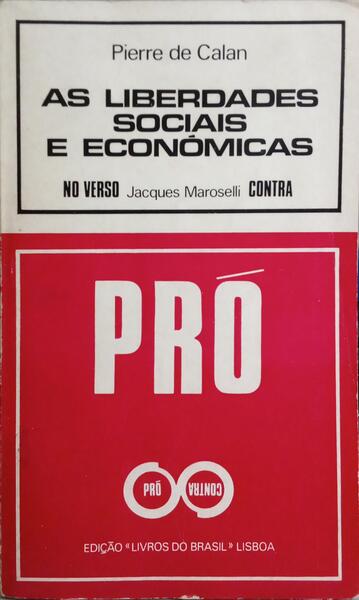 Pierre de Calan
AS LIBERDADES
SOCIAIS
E ECONÓMICAS
NO VERSO Jacques Maroselli CONTRA
PRÓ
PRÓ CONTRA
EDIÇÃO «LIVROS DO BRASIL» LISBOA